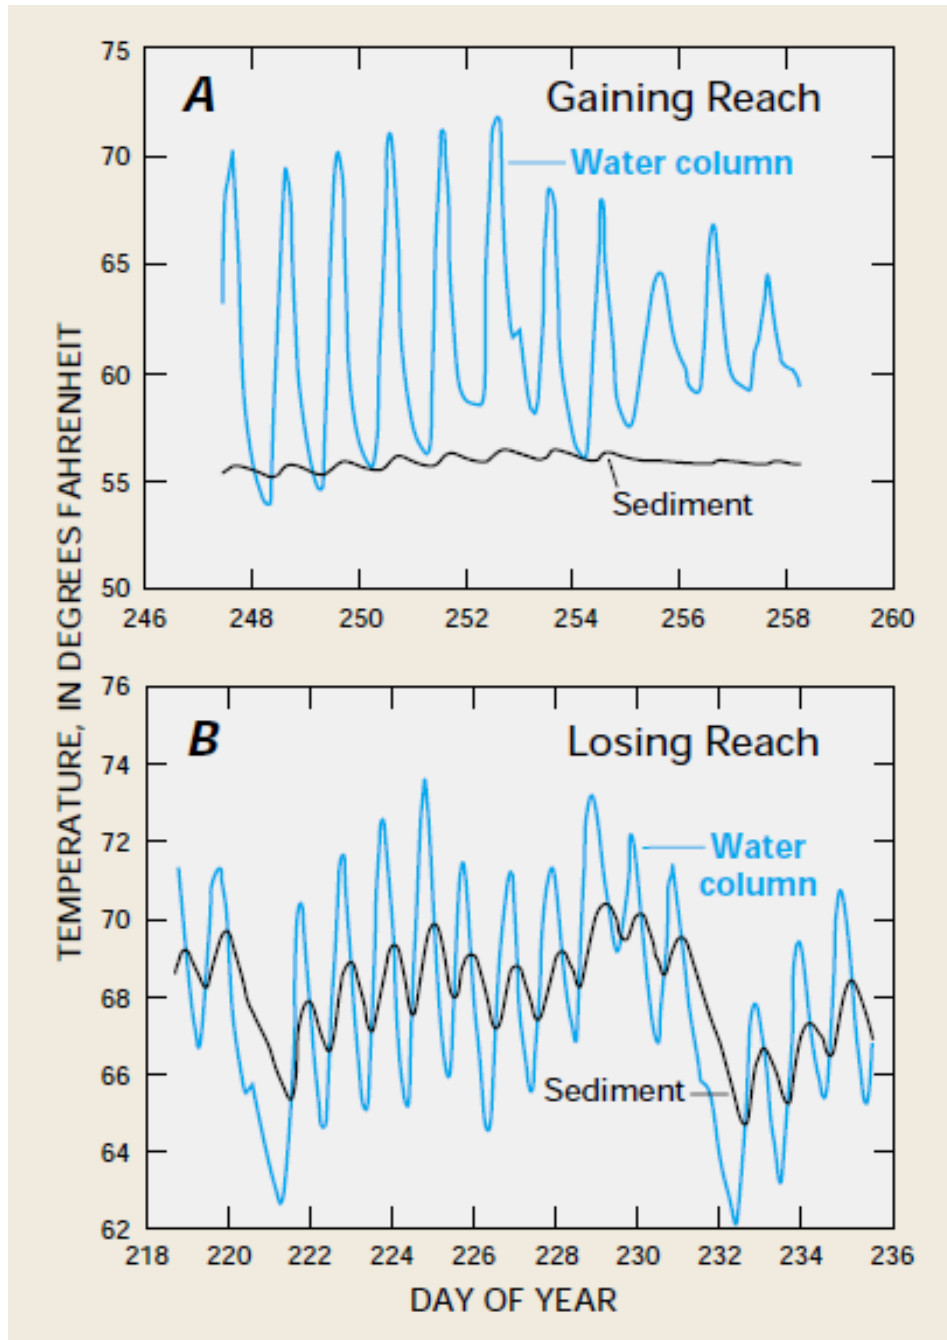 TEMPERATURE, IN DEGREES FAHRENHEIT
75
70
65
60
55
50
A
Gaining Reach
Water column
Sediment
246 248 250 252 254 256 258 260
76
74
72
70
68
66
64
62
B
Losing Reach
Water
column
Sediment
218 220 222 224 226 228 230 232 234 236
DAY OF YEAR